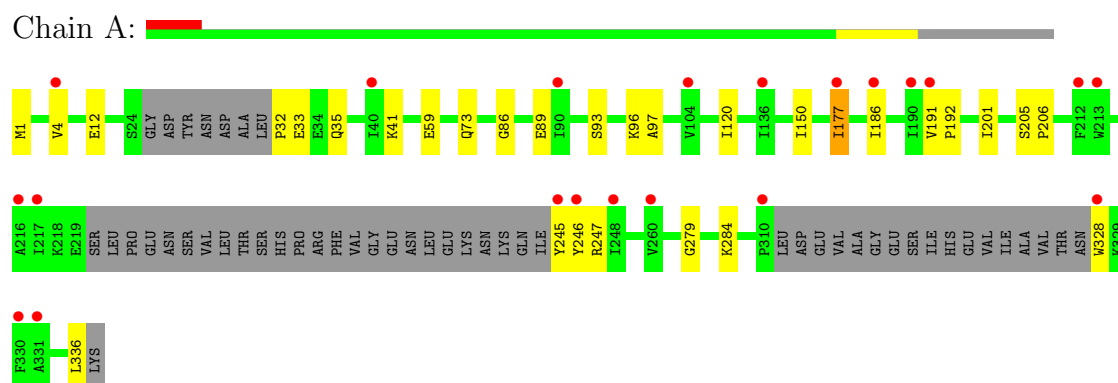 Chain A:
M1 V4 E12 S24 GLY ASP TYR ASN ASP ALA LEU P32 E33 E34 Q35 I40 K41 E59 Q73 G86 E89 I90 S93 K96 A97 V104 I120 I136 I150 I177 I186 I190 V191 P192 I201 S205 P206 F212 W213
A216 I217 K218 E219 SER LEU PRO GLU ASN SER VAL LEU THR SER HIS PRO ARG PHE VAL GLY GLU ASN LEU GLU LYS ASN LYS GLN ILE Y245 Y246 R247 I248 V260 G279 K284 P310 LEU ASP GLU VAL ALA GLY GLU SER ILE HIS GLU VAL ILE ALA VAL THR ASN W328 K329
F330 A331 L336 LYS